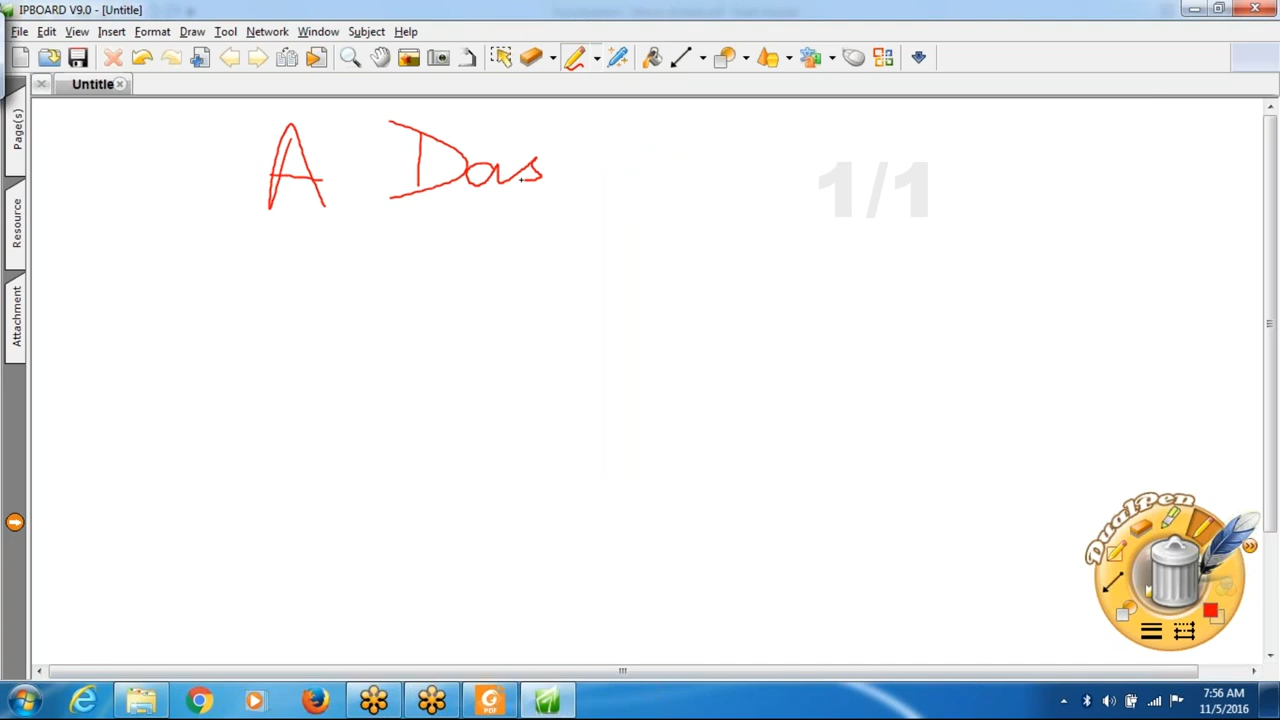 IPBOARD V9.0 - [Untitle]
File Edit View Insert Format Draw Tool Network Window Subject Help
Untitle
Page(s)
Resource
Attachment
A Das
1/1
DualPen
PDF
7:56 AM
11/5/2016